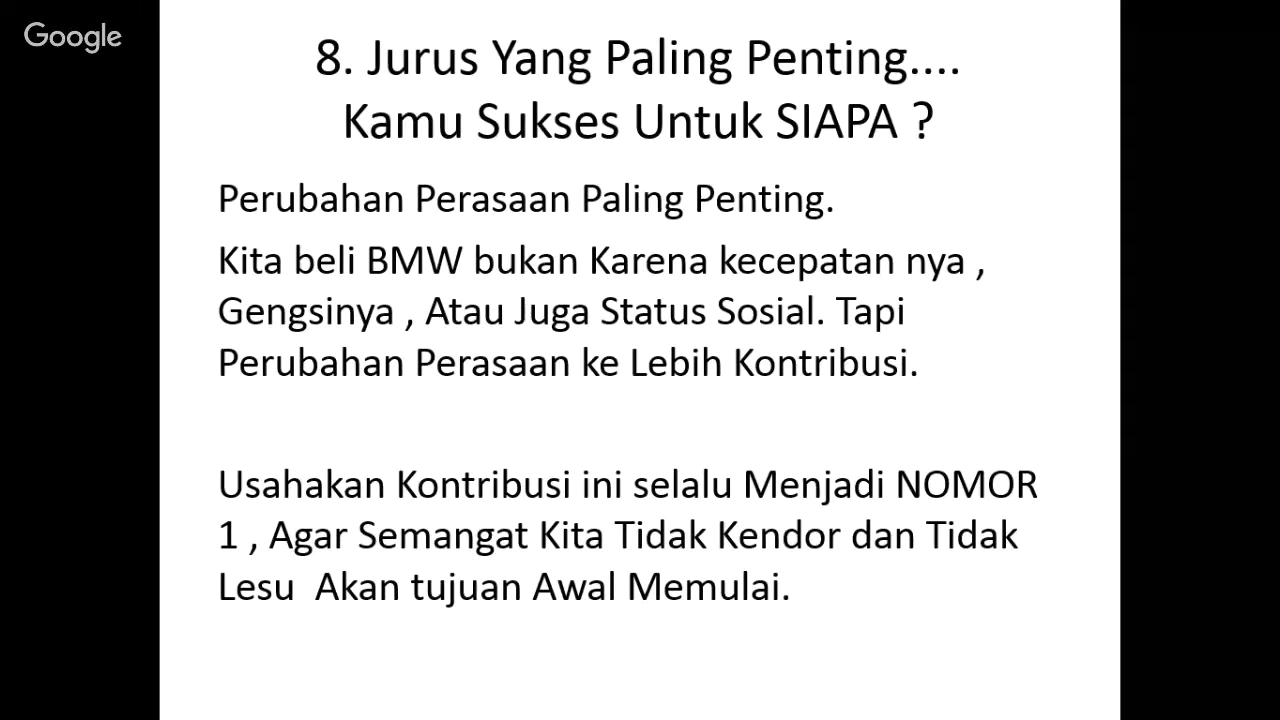 Google
8. Jurus Yang Paling Penting....
Kamu Sukses Untuk SIAPA ?
Perubahan Perasaan Paling Penting.
Kita beli BMW bukan Karena kecepatan nya ,
Gengsinya , Atau Juga Status Sosial. Tapi
Perubahan Perasaan ke Lebih Kontribusi.
Usahakan Kontribusi ini selalu Menjadi NOMOR
1 , Agar Semangat Kita Tidak Kendor dan Tidak
Lesu  Akan tujuan Awal Memulai.